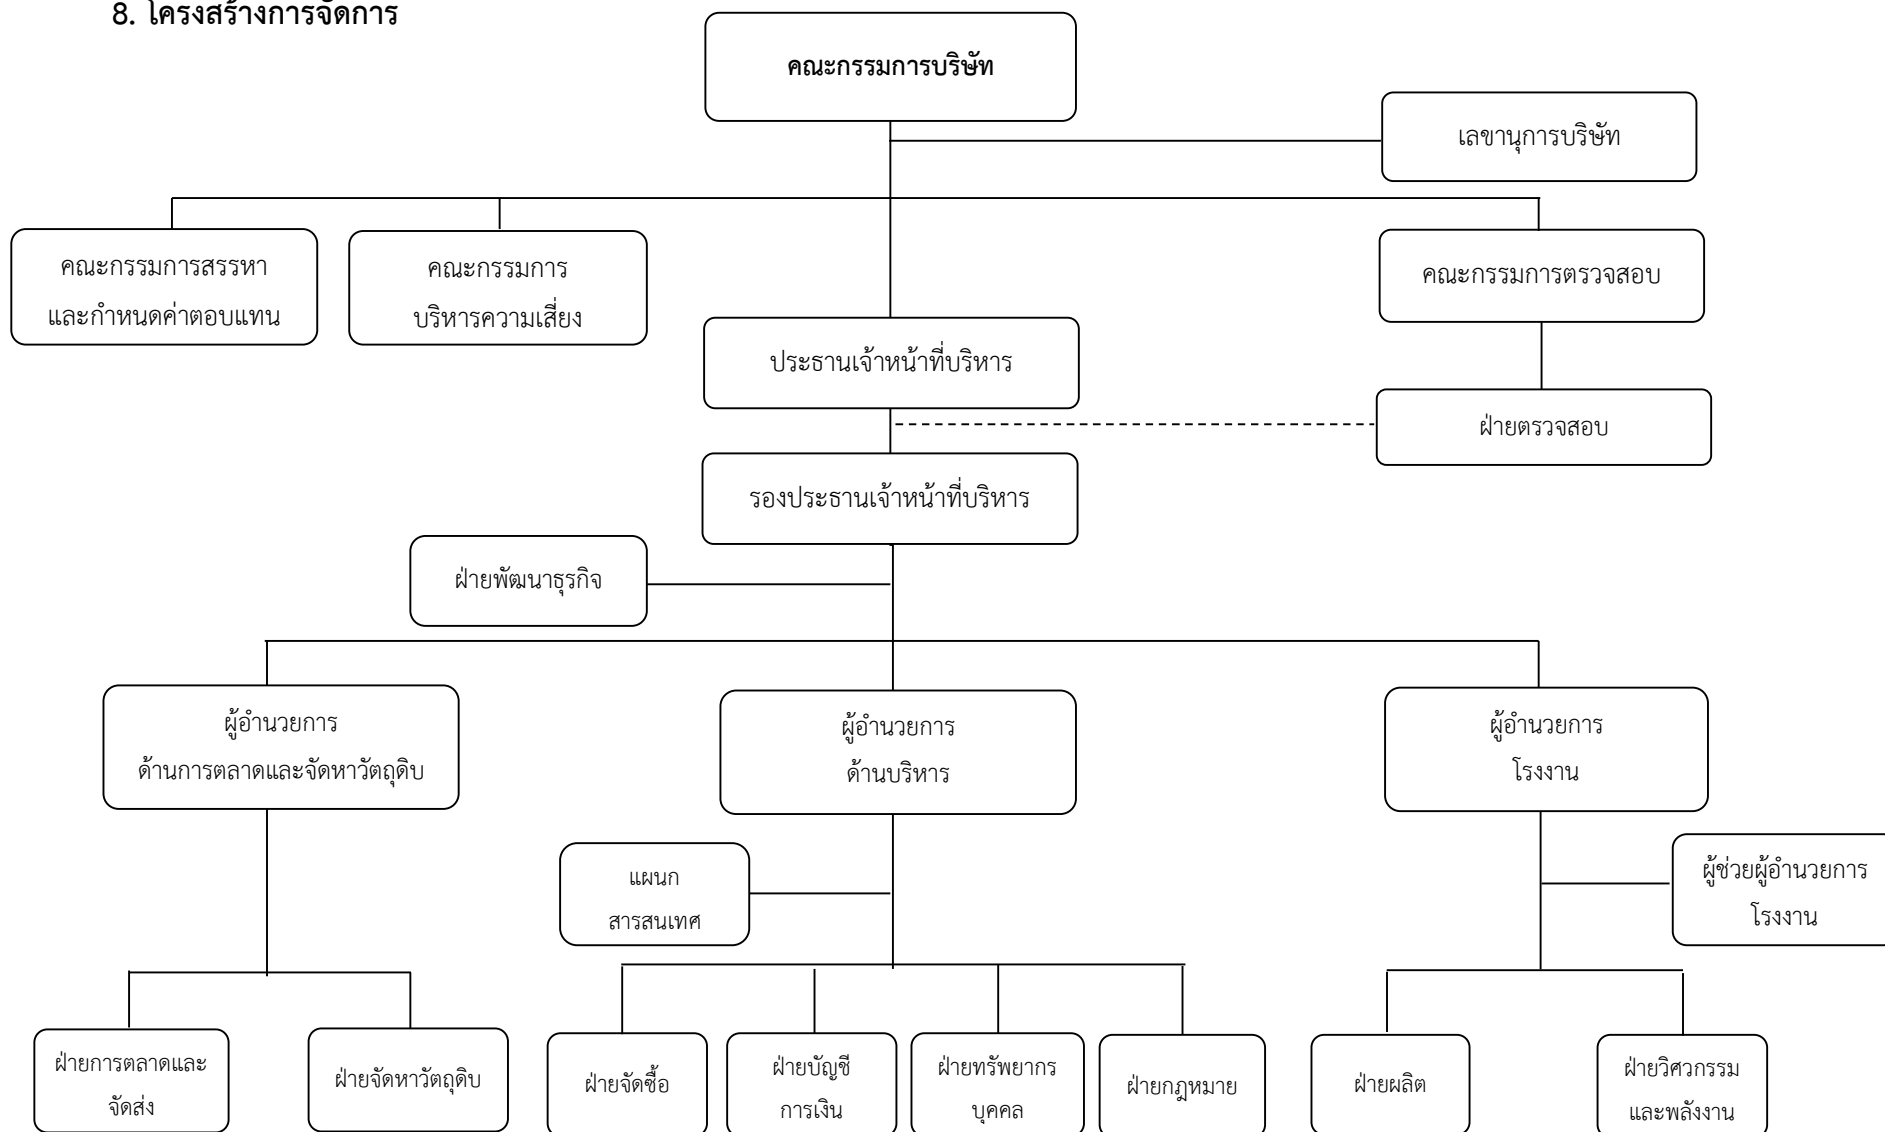 8. โครงสร้างการจัดการ
คณะกรรมการบริษัท
เลขานุการบริษัท
คณะกรรมการสรรหา
และกำหนดค่าตอบแทน
คณะกรรมการ
บริหารความเสี่ยง
คณะกรรมการตรวจสอบ
ประธานเจ้าหน้าที่บริหาร
ฝ่ายตรวจสอบ
รองประธานเจ้าหน้าที่บริหาร
ฝ่ายพัฒนาธุรกิจ
ผู้อำนวยการ
ด้านการตลาดและจัดหาวัตถุดิบ
ผู้อำนวยการ
ด้านบริหาร
ผู้อำนวยการ
โรงงาน
แผนก
สารสนเทศ
ผู้ช่วยผู้อำนวยการ
โรงงาน
ฝ่ายการตลาดและ
จัดส่ง
ฝ่ายจัดหาวัตถุดิบ
ฝ่ายจัดซื้อ
ฝ่ายบัญชี
การเงิน
ฝ่ายทรัพยากร
บุคคล
ฝ่ายกฎหมาย
ฝ่ายผลิต
ฝ่ายวิศวกรรม
และพลังงาน